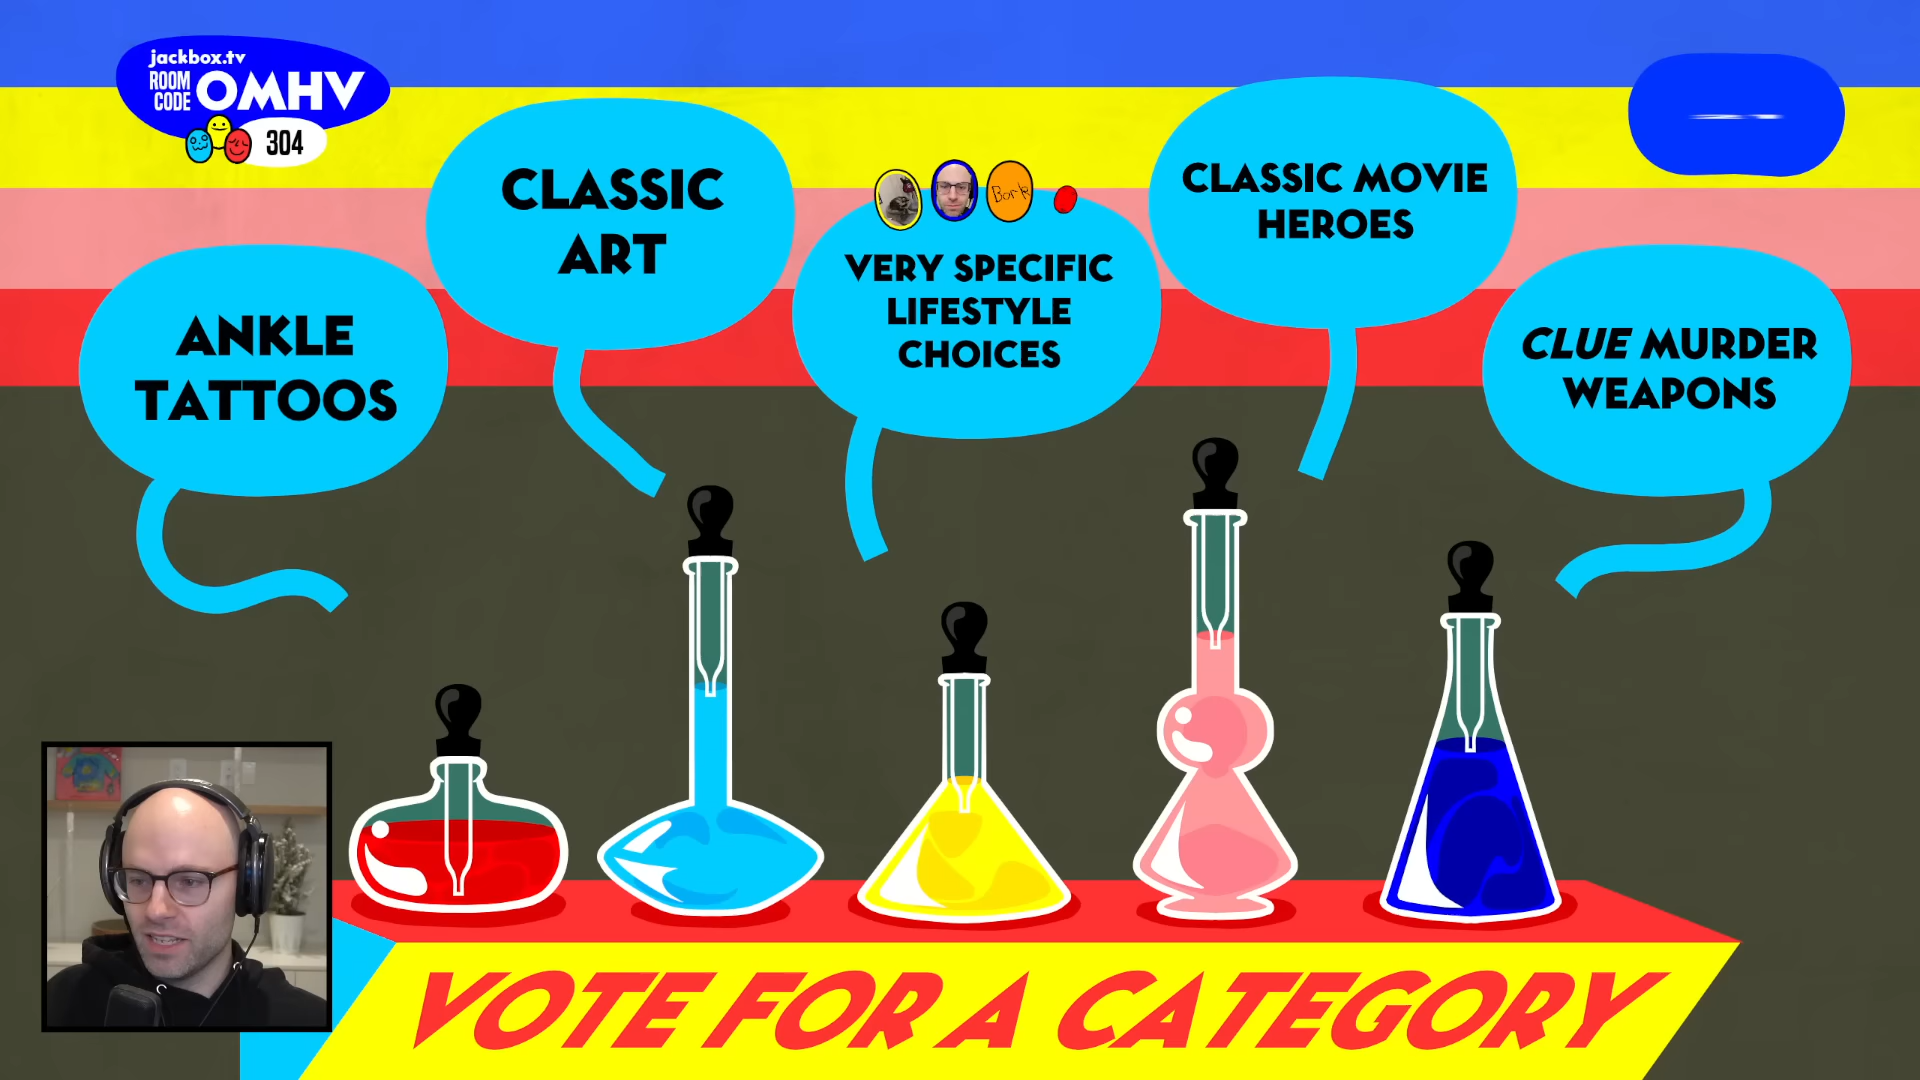 jackbox.tv
ROOM
CODE
OMHV
304
ANKLE
TATTOOS
CLASSIC
ART
Bork
VERY SPECIFIC
LIFESTYLE
CHOICES
CLASSIC MOVIE
HEROES
CLUE MURDER
WEAPONS
VOTE FOR A CATEGORY